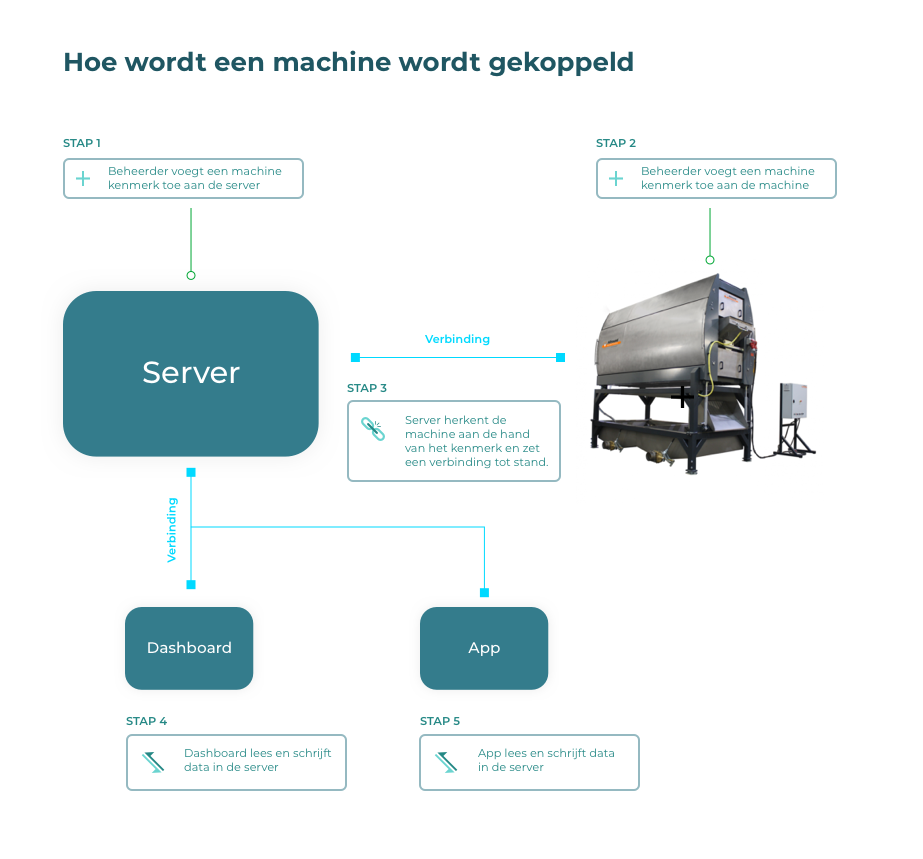 Hoe wordt een machine wordt gekoppeld
STAP 1
Beheerder voegt een machine
kenmerk toe aan de server
STAP 2
Beheerder voegt een machine
kenmerk toe aan de machine
Server
Verbinding
STAP 3
Server herkent de
machine aan de hand
van het kenmerk en zet
een verbinding tot stand.
Verbinding
Dashboard
App
STAP 4
Dashboard lees en schrijft
data in de server
STAP 5
App lees en schrijft data
in de server